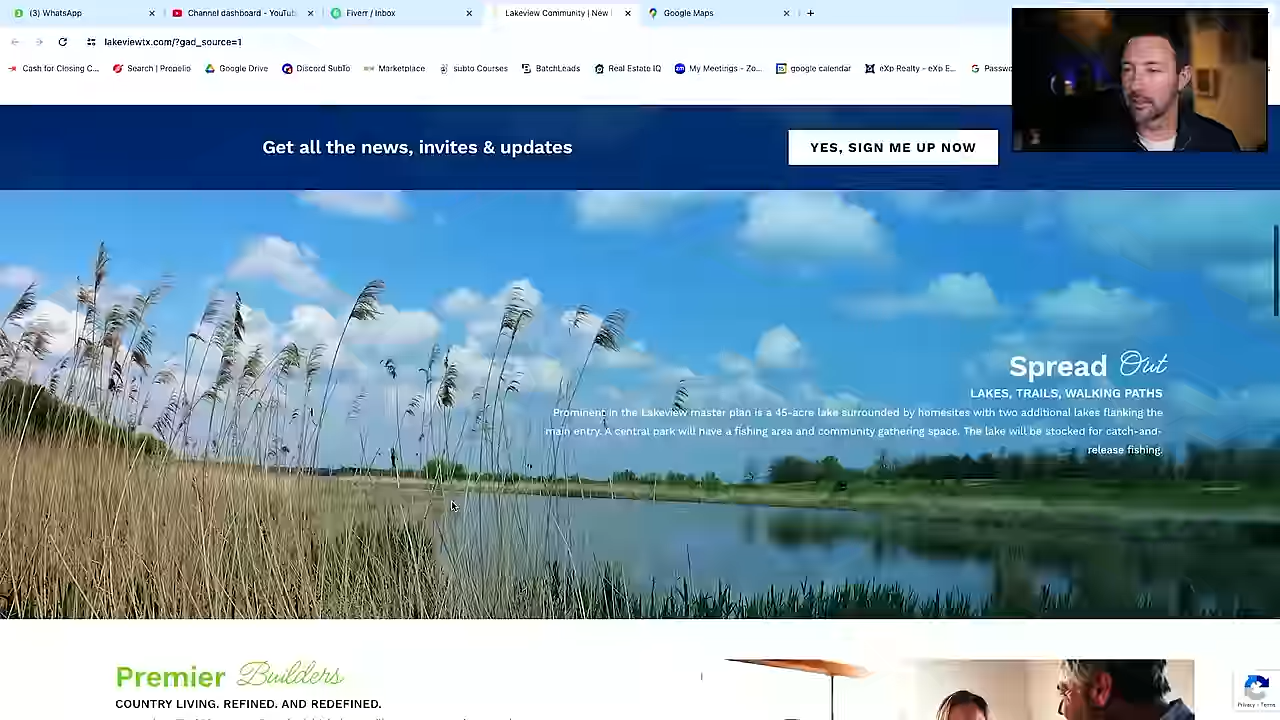 (3) WhatsApp
Channel dashboard - YouTub
Fiverr / Inbox
Lakeview Community | New
Google Maps
lakeviewtx.com/?gad_source=1
Cash for Closing C...
Search | Propelio
Google Drive
Discord SubTo
Marketplace
subto Courses
BatchLeads
Real Estate IQ
My Meetings - Zo...
google calendar
eXp Realty - eXp E...
Passwo
Get all the news, invites & updates
YES, SIGN ME UP NOW
Spread Out
LAKES, TRAILS, WALKING PATHS
Prominent in the Lakeview master plan is a 45-acre lake surrounded by homesites with two additional lakes flanking the
main entry. A central park will have a fishing area and community gathering space. The lake will be stocked for catch-and-
release fishing.
Premier Builders
COUNTRY LIVING. REFINED. AND REDEFINED.
Privacy - Terms